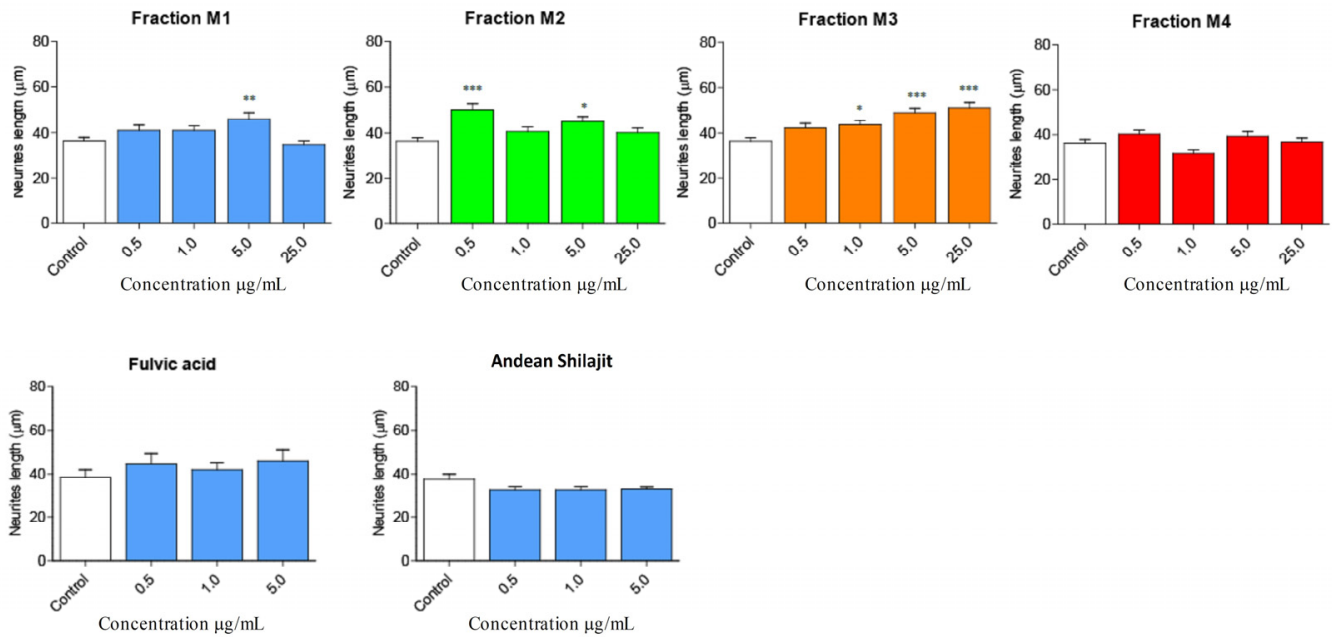 Fraction M1
Neurites length (μm)
80
60
40
20
0
**
Control
0.5
1.0
5.0
25.0
Concentration μg/mL
Fraction M2
Neurites length (μm)
80
60
40
20
0
***
*
Control
0.5
1.0
5.0
25.0
Concentration μg/mL
Fraction M3
Neurites length (μm)
80
60
40
20
0
*
***
***
Control
0.5
1.0
5.0
25.0
Concentration μg/mL
Fraction M4
Neurites length (μm)
80
60
40
20
0
Control
0.5
1.0
5.0
25.0
Concentration μg/mL
Fulvic acid
Neurites length (μm)
80
60
40
20
0
Control
0.5
1.0
5.0
Concentration μg/mL
Andean Shilajit
Neurites length (μm)
80
60
40
20
0
Control
0.5
1.0
5.0
Concentration μg/mL